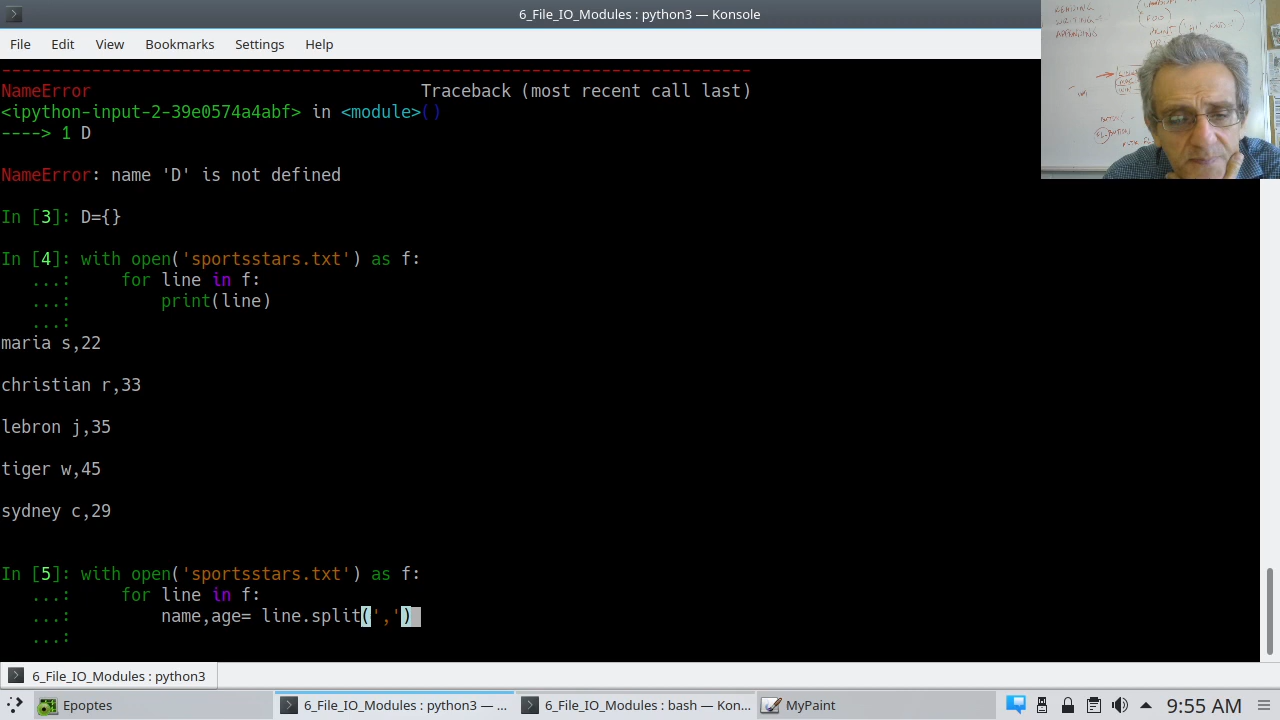 6_File_IO_Modules : python3 — Konsole
File Edit View Bookmarks Settings Help
READING
WRITING
APPENDING
---------------------------------------------------------------------------
NameError                                 Traceback (most recent call last)
<ipython-input-2-39e0574a4abf> in <module>()
----> 1 D
NameError: name 'D' is not defined
In [3]: D={}
In [4]: with open('sportsstars.txt') as f:
   ...:     for line in f:
   ...:         print(line)
   ...:
maria s,22
christian r,33
lebron j,35
tiger w,45
sydney c,29
In [5]: with open('sportsstars.txt') as f:
   ...:     for line in f:
   ...:         name,age= line.split(',')
   ...:
6_File_IO_Modules : python3
Epoptes
6_File_IO_Modules : python3 — ...
6_File_IO_Modules : bash — Kon...
MyPaint
9:55 AM